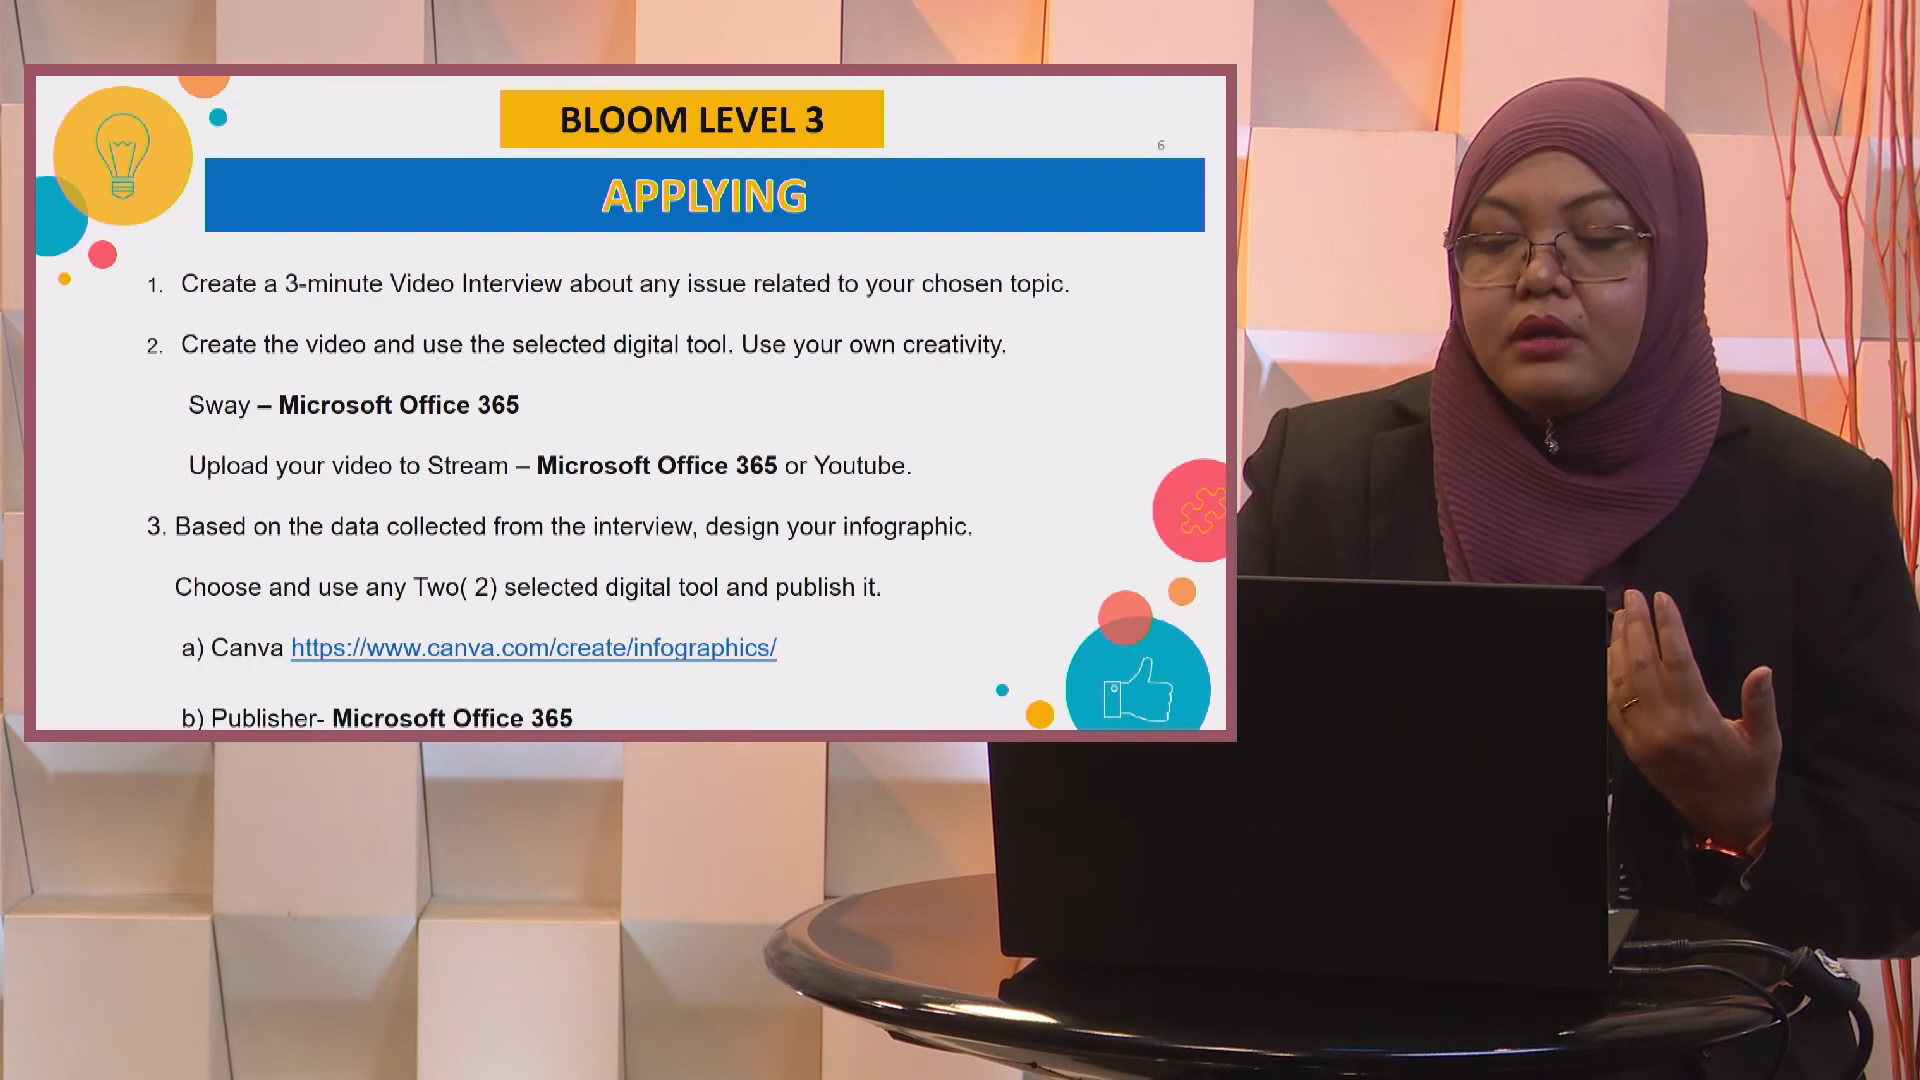 BLOOM LEVEL 3
6
APPLYING
1. Create a 3-minute Video Interview about any issue related to your chosen topic.
2. Create the video and use the selected digital tool. Use your own creativity.
Sway – Microsoft Office 365
Upload your video to Stream – Microsoft Office 365 or Youtube.
3. Based on the data collected from the interview, design your infographic.
Choose and use any Two( 2) selected digital tool and publish it.
a) Canva https://www.canva.com/create/infographics/
b) Publisher- Microsoft Office 365